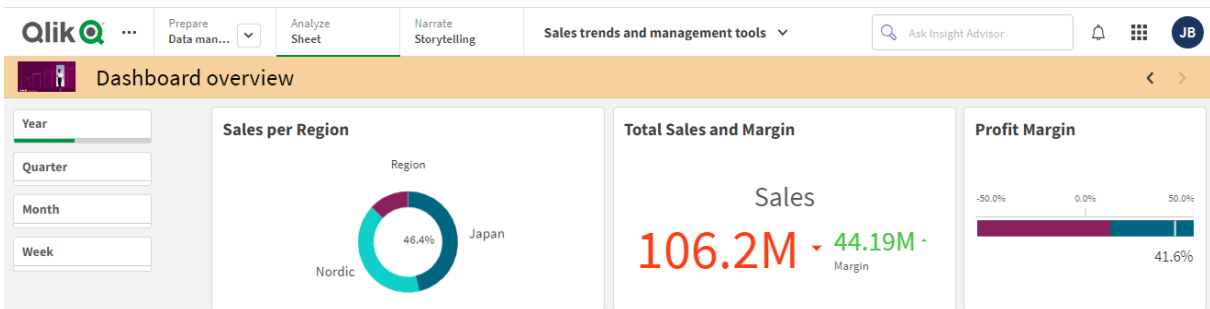 Qlik
Prepare
Data man...
Analyze
Sheet
Narrate
Storytelling
Sales trends and management tools
Ask Insight Advisor
JB
Dashboard overview
Year
Quarter
Month
Week
Sales per Region
Region
46.4%
Japan
Nordic
Total Sales and Margin
Sales
106.2M
44.19M
Margin
Profit Margin
-50.0% 0.0% 50.0%
41.6%